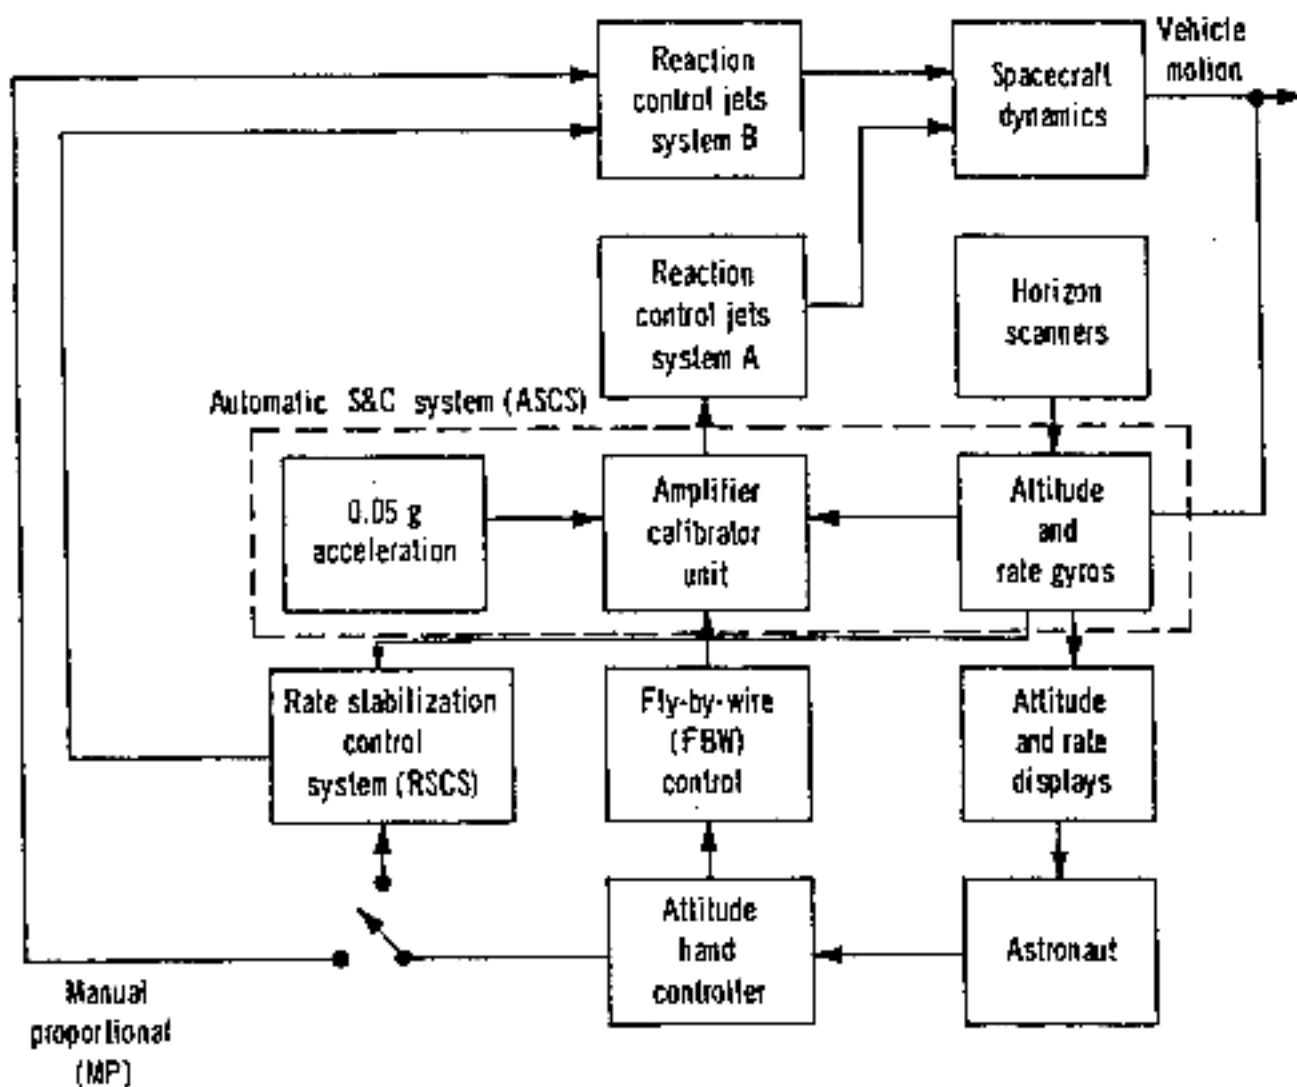 Reaction
control jets
system B
Spacecraft
dynamics
Vehicle
motion
Reaction
control jets
system A
Horizon
scanners
Automatic S&C system (ASCS)
0.05 g
acceleration
Amplifier
calibrator
unit
Attitude
and
rate gyros
Rate stabilization
control
system (RSCS)
Fly-by-wire
(FBW)
control
Attitude
and rate
displays
Attitude
hand
controller
Astronaut
Manual
proportional
(MP)